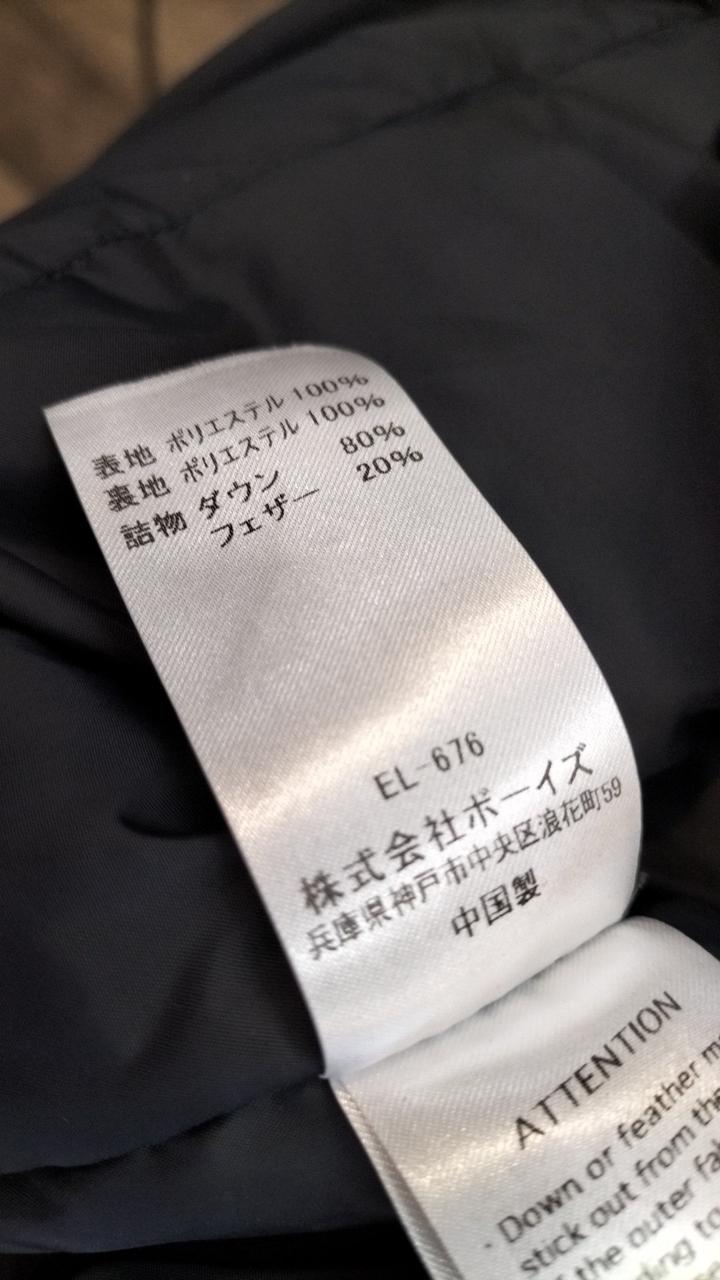 表地 ポリエステル 100%
裏地 ポリエステル 100%
詰物 ダウン 80%
フェザー 20%
EL-676
株式会社ボーイズ
兵庫県神戸市中央区浪花町59
中国製
ATTENTION
・Down or feather
stick out from the
the outer
to